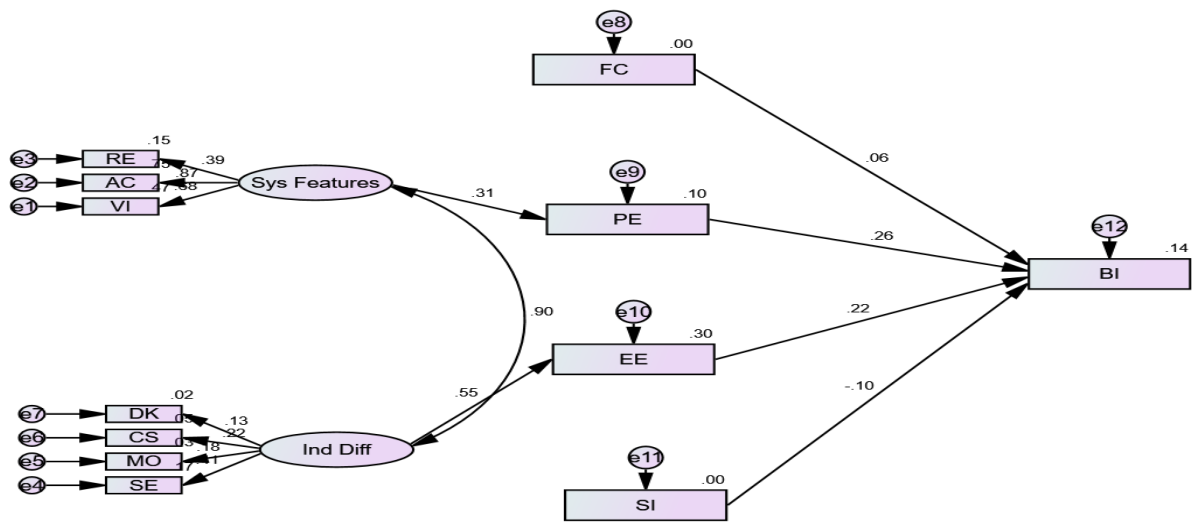 e8
.00
FC
.06
.15
e3
RE
.39
e2
AC
.87
e1
VI
Sys Features
.31
e9
.10
PE
.26
e12
.14
BI
.90
e10
.30
EE
.22
.55
-.10
.02
e7
DK
.13
e6
CS
.22
e5
MO
.18
e4
SE
Ind Diff
e11
.00
SI